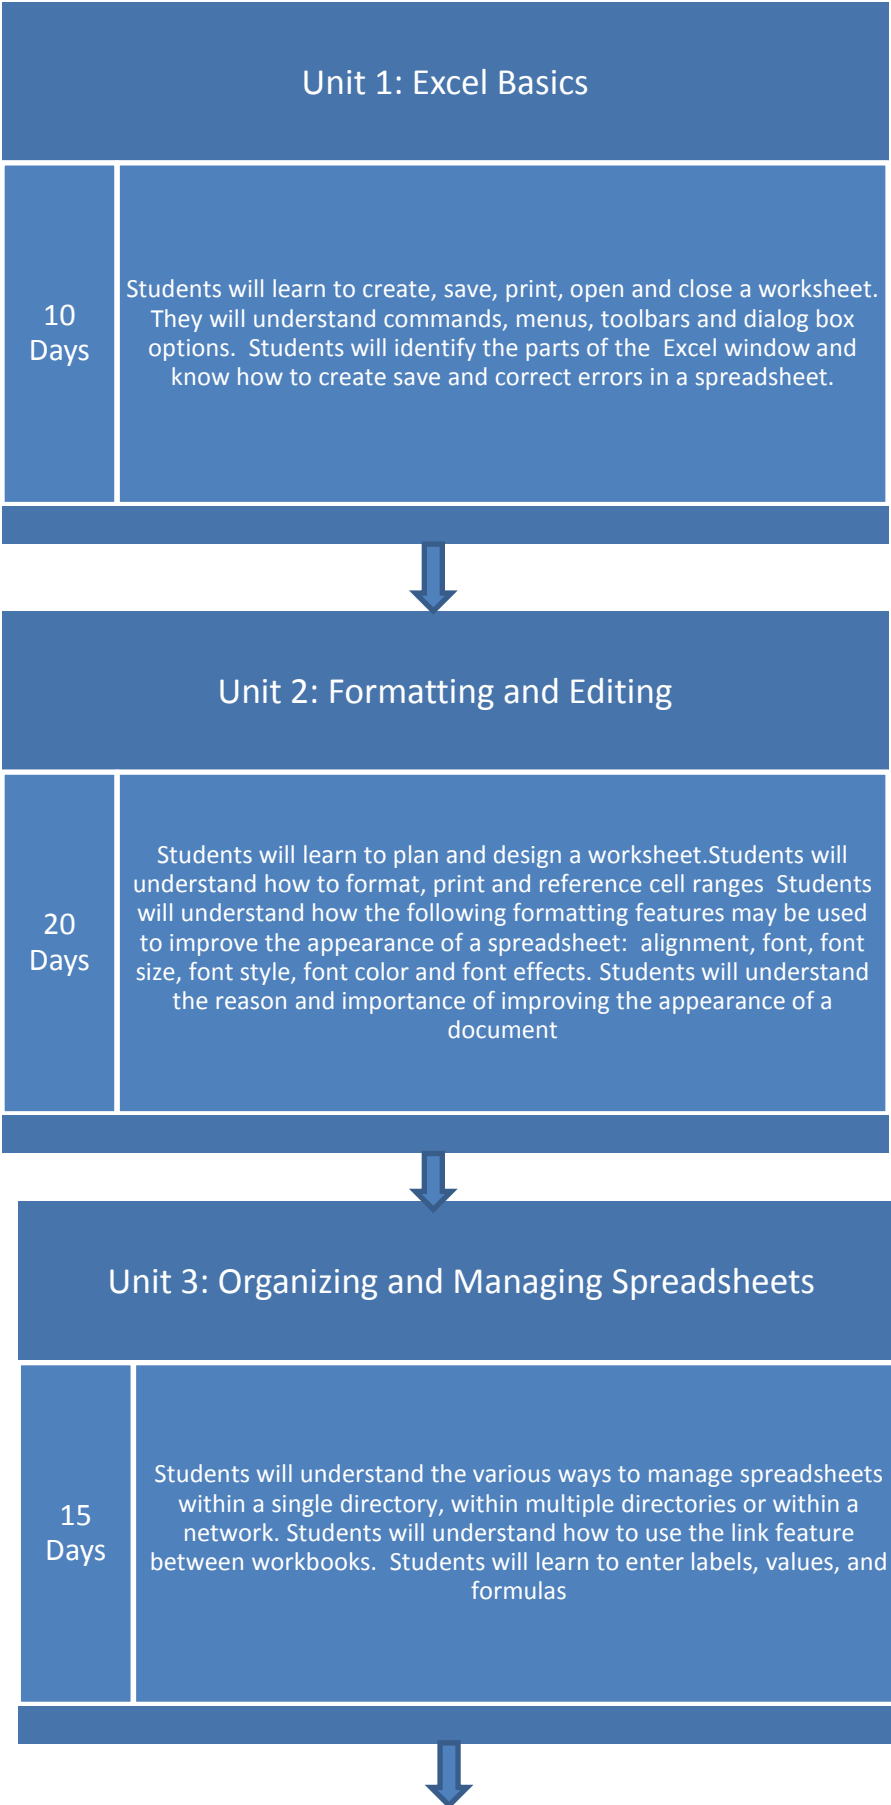 Unit 1: Excel Basics
10
Days
Students will learn to create, save, print, open and close a worksheet.
They will understand commands, menus, toolbars and dialog box
options.  Students will identify the parts of the  Excel window and
know how to create save and correct errors in a spreadsheet.
Unit 2: Formatting and Editing
20
Days
Students will learn to plan and design a worksheet.Students will
understand how to format, print and reference cell ranges  Students
will understand how the following formatting features may be used
to improve the appearance of a spreadsheet:  alignment, font, font
size, font style, font color and font effects. Students will understand
the reason and importance of improving the appearance of a
document
Unit 3: Organizing and Managing Spreadsheets
15
Days
Students will understand the various ways to manage spreadsheets
within a single directory, within multiple directories or within a
network. Students will understand how to use the link feature
between workbooks.  Students will learn to enter labels, values, and
formulas